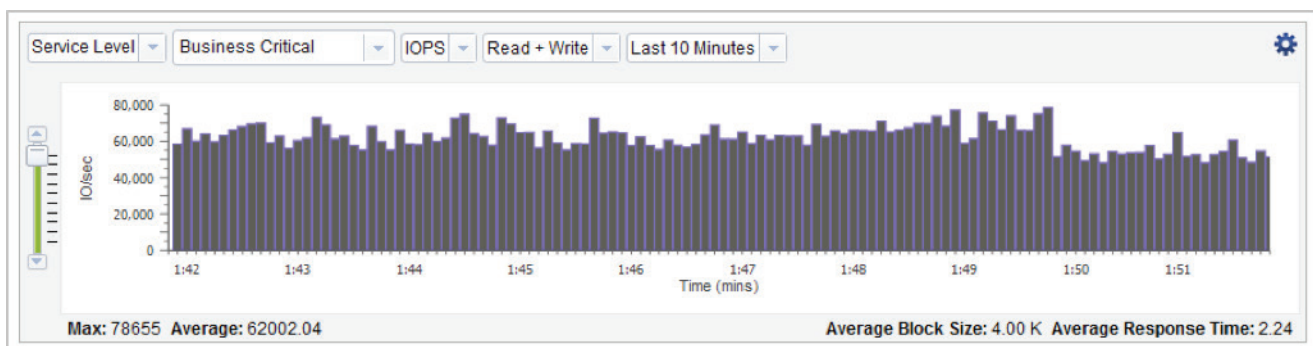 Service Level Business Critical IOPS Read + Write Last 10 Minutes
80,000
60,000
40,000
20,000
0
IO/sec
1:42 1:43 1:44 1:45 1:46 1:47 1:48 1:49 1:50 1:51
Time (mins)
Max: 78655 Average: 62002.04 Average Block Size: 4.00 K Average Response Time: 2.24